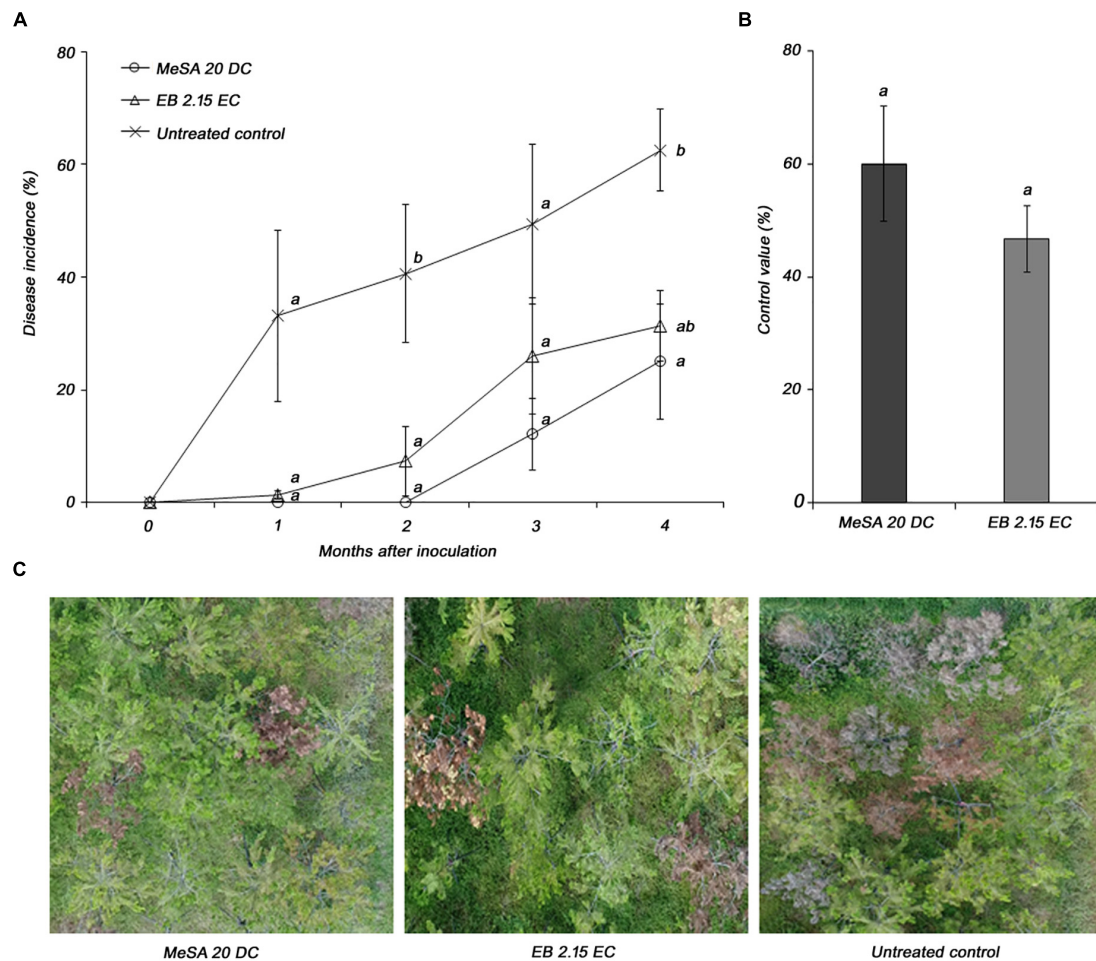 A
80
60
40
20
0
Disease incidence (%)
MeSA 20 DC
EB 2.15 EC
Untreated control
a
b
a
b
a
a
a
ab
a
a
a
a
0
1
2
3
4
Months after inoculation
B
80
60
40
20
0
Control value (%)
a
a
MeSA 20 DC
EB 2.15 EC
C
MeSA 20 DC
EB 2.15 EC
Untreated control